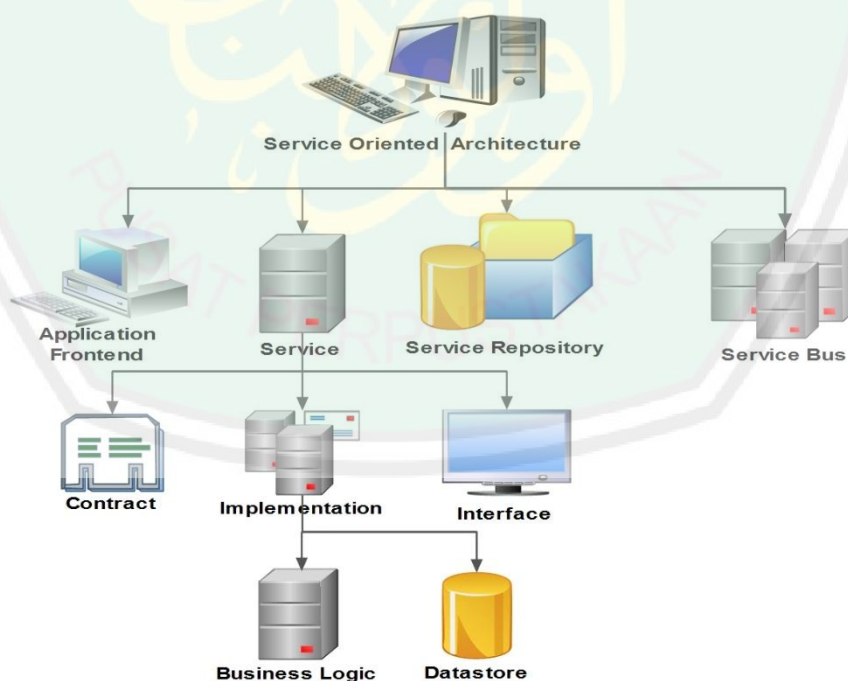 Service Oriented Architecture
Application
Frontend
Service
Service Repository
Service Bus
Contract
Implementation
Interface
Business Logic
Datastore